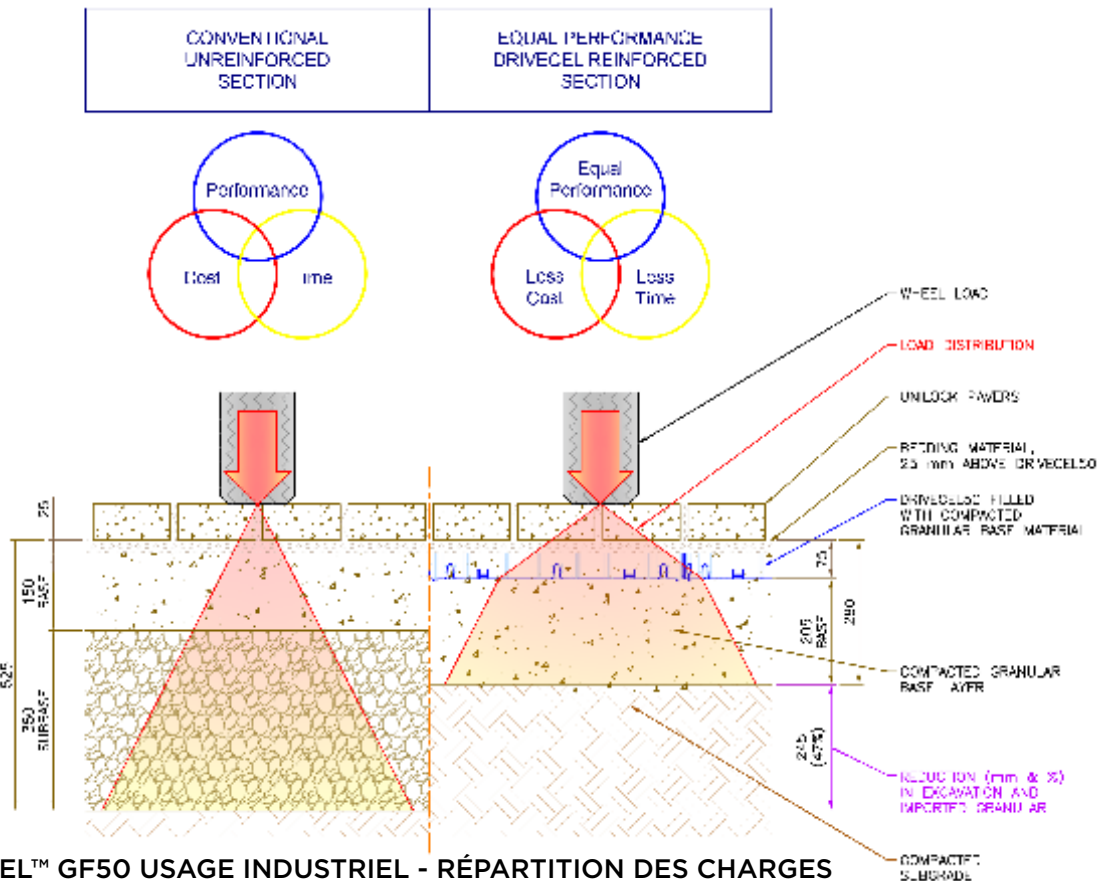 CONVENTIONAL
UNREINFORCED
SECTION
EQUAL PERFORMANCE
DRIVECEL REINFORCED
SECTION
Performance
Cost
Equal
Performance
Less
Cost
Less
Time
WHEEL LOAD
LOAD DISTRIBUTION
UNILOCK PAVERS
BEDDING MATERIAL,
25 mm ABOVE DRIVECEL50
DRIVECEL50 FILLED
WITH COMPACTED
GRANULAR BASE MATERIAL
25
150
BASE
525
350
SUBBASE
75
205
BASE
280
COMPACTED GRANULAR
BASE LAYER
245
(47%)
REDUCTION (mm & %)
IN EXCAVATION AND
IMPORTED GRANULAR
COMPACTED
SUBGRADE
EL™ GF50 USAGE INDUSTRIEL - RÉPARTITION DES CHARGES